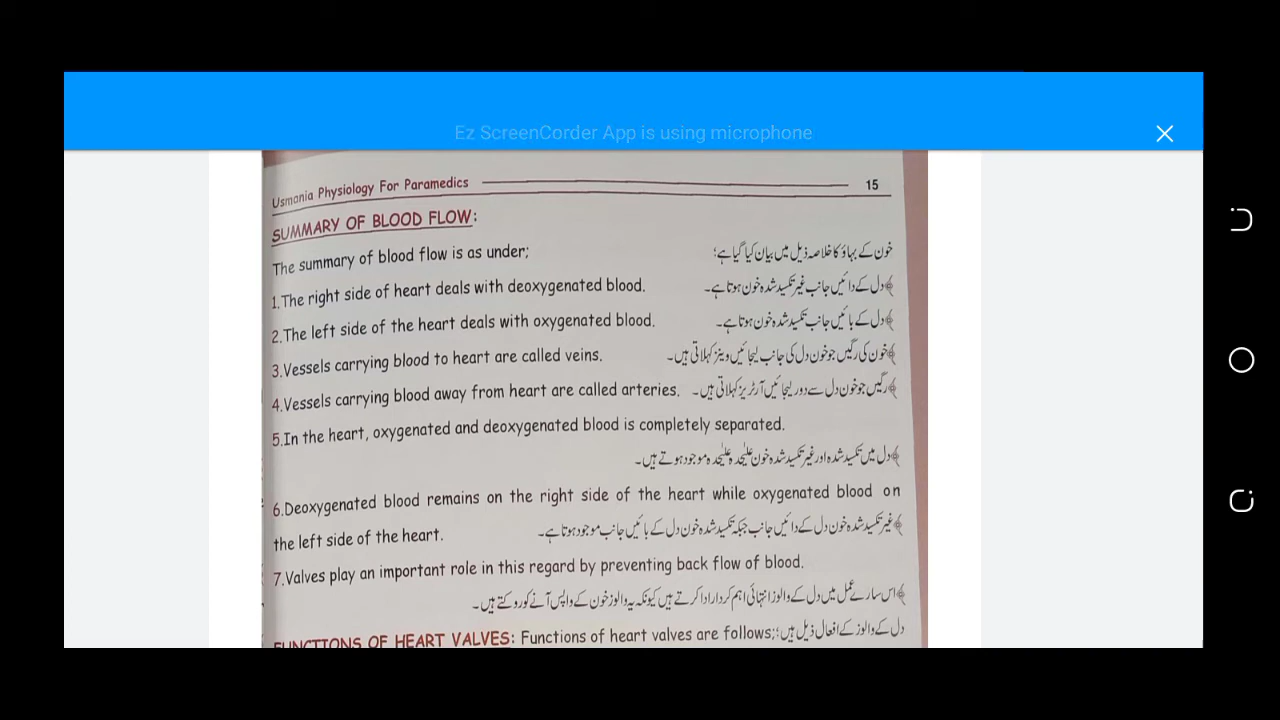 Ez ScreenCorder App is using microphone
Usmania Physiology For Paramedics 15
SUMMARY OF BLOOD FLOW:
The summary of blood flow is as under; خون کے بہاؤ کا خلاصہ ذیل میں بیان کیا گیا ہے؛
1.The right side of heart deals with deoxygenated blood. دل کے دائیں جانب غیر تکسید شدہ خون ہوتا ہے۔
2.The left side of the heart deals with oxygenated blood. دل کے بائیں جانب تکسید شدہ خون ہوتا ہے۔
3.Vessels carrying blood to heart are called veins. خون کی رگیں جو خون دل کی جانب لیجائیں وینز کہلاتی ہیں۔
4.Vessels carrying blood away from heart are called arteries. رگیں جو خون دل سے دور لیجائیں آرٹریز کہلاتی ہیں۔
5.In the heart, oxygenated and deoxygenated blood is completely separated.
دل میں تکسید شدہ اور غیر تکسید شدہ خون علیٰحدہ علیٰحدہ موجود ہوتے ہیں۔
6.Deoxygenated blood remains on the right side of the heart while oxygenated blood on
the left side of the heart. غیر تکسید شدہ خون دل کے دائیں جانب جبکہ تکسید شدہ خون دل کے بائیں جانب موجود ہوتا ہے۔
7.Valves play an important role in this regard by preventing back flow of blood.
اس سارے عمل میں دل کے والوز انتہائی اہم کردار ادا کرتے ہیں کیونکہ یہ والوز خون کے واپس آنے کو روکتے ہیں۔
FUNCTIONS OF HEART VALVES: Functions of heart valves are follows; دل کے والوز کے افعال ذیل ہیں؛